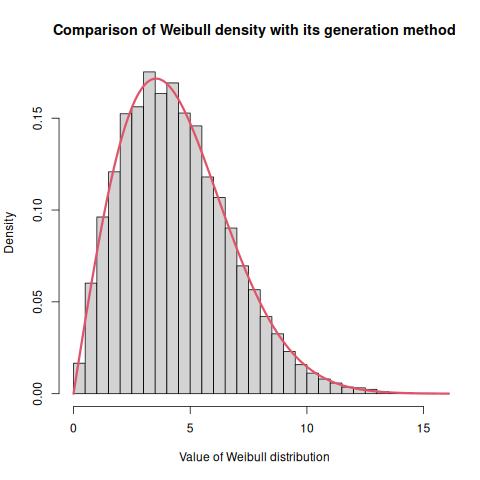 Comparison of Weibull density with its generation method
Density
0.15
0.10
0.05
0.00
0 5 10 15
Value of Weibull distribution